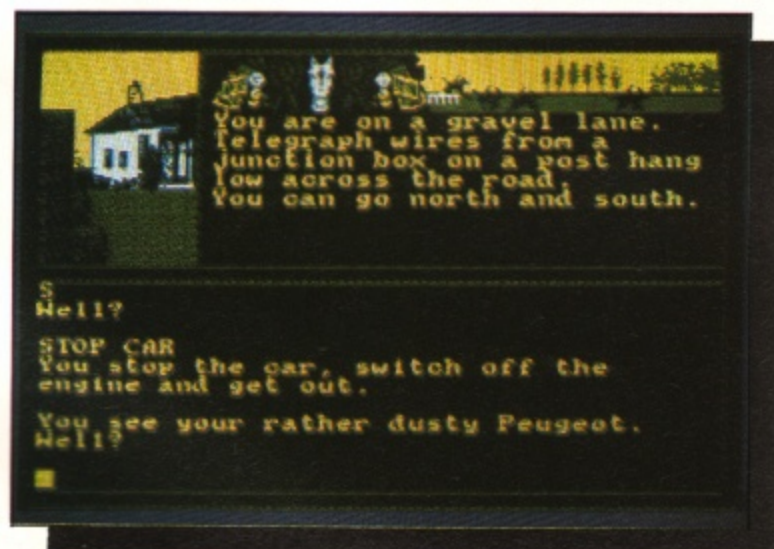 You are on a gravel lane.
Telegraph wires from a
junction box on a post hang
low across the road.
You can go north and south.
S
Well?
STOP CAR
You stop the car, switch off the
engine and get out.
You see your rather dusty Peugeot.
Well?